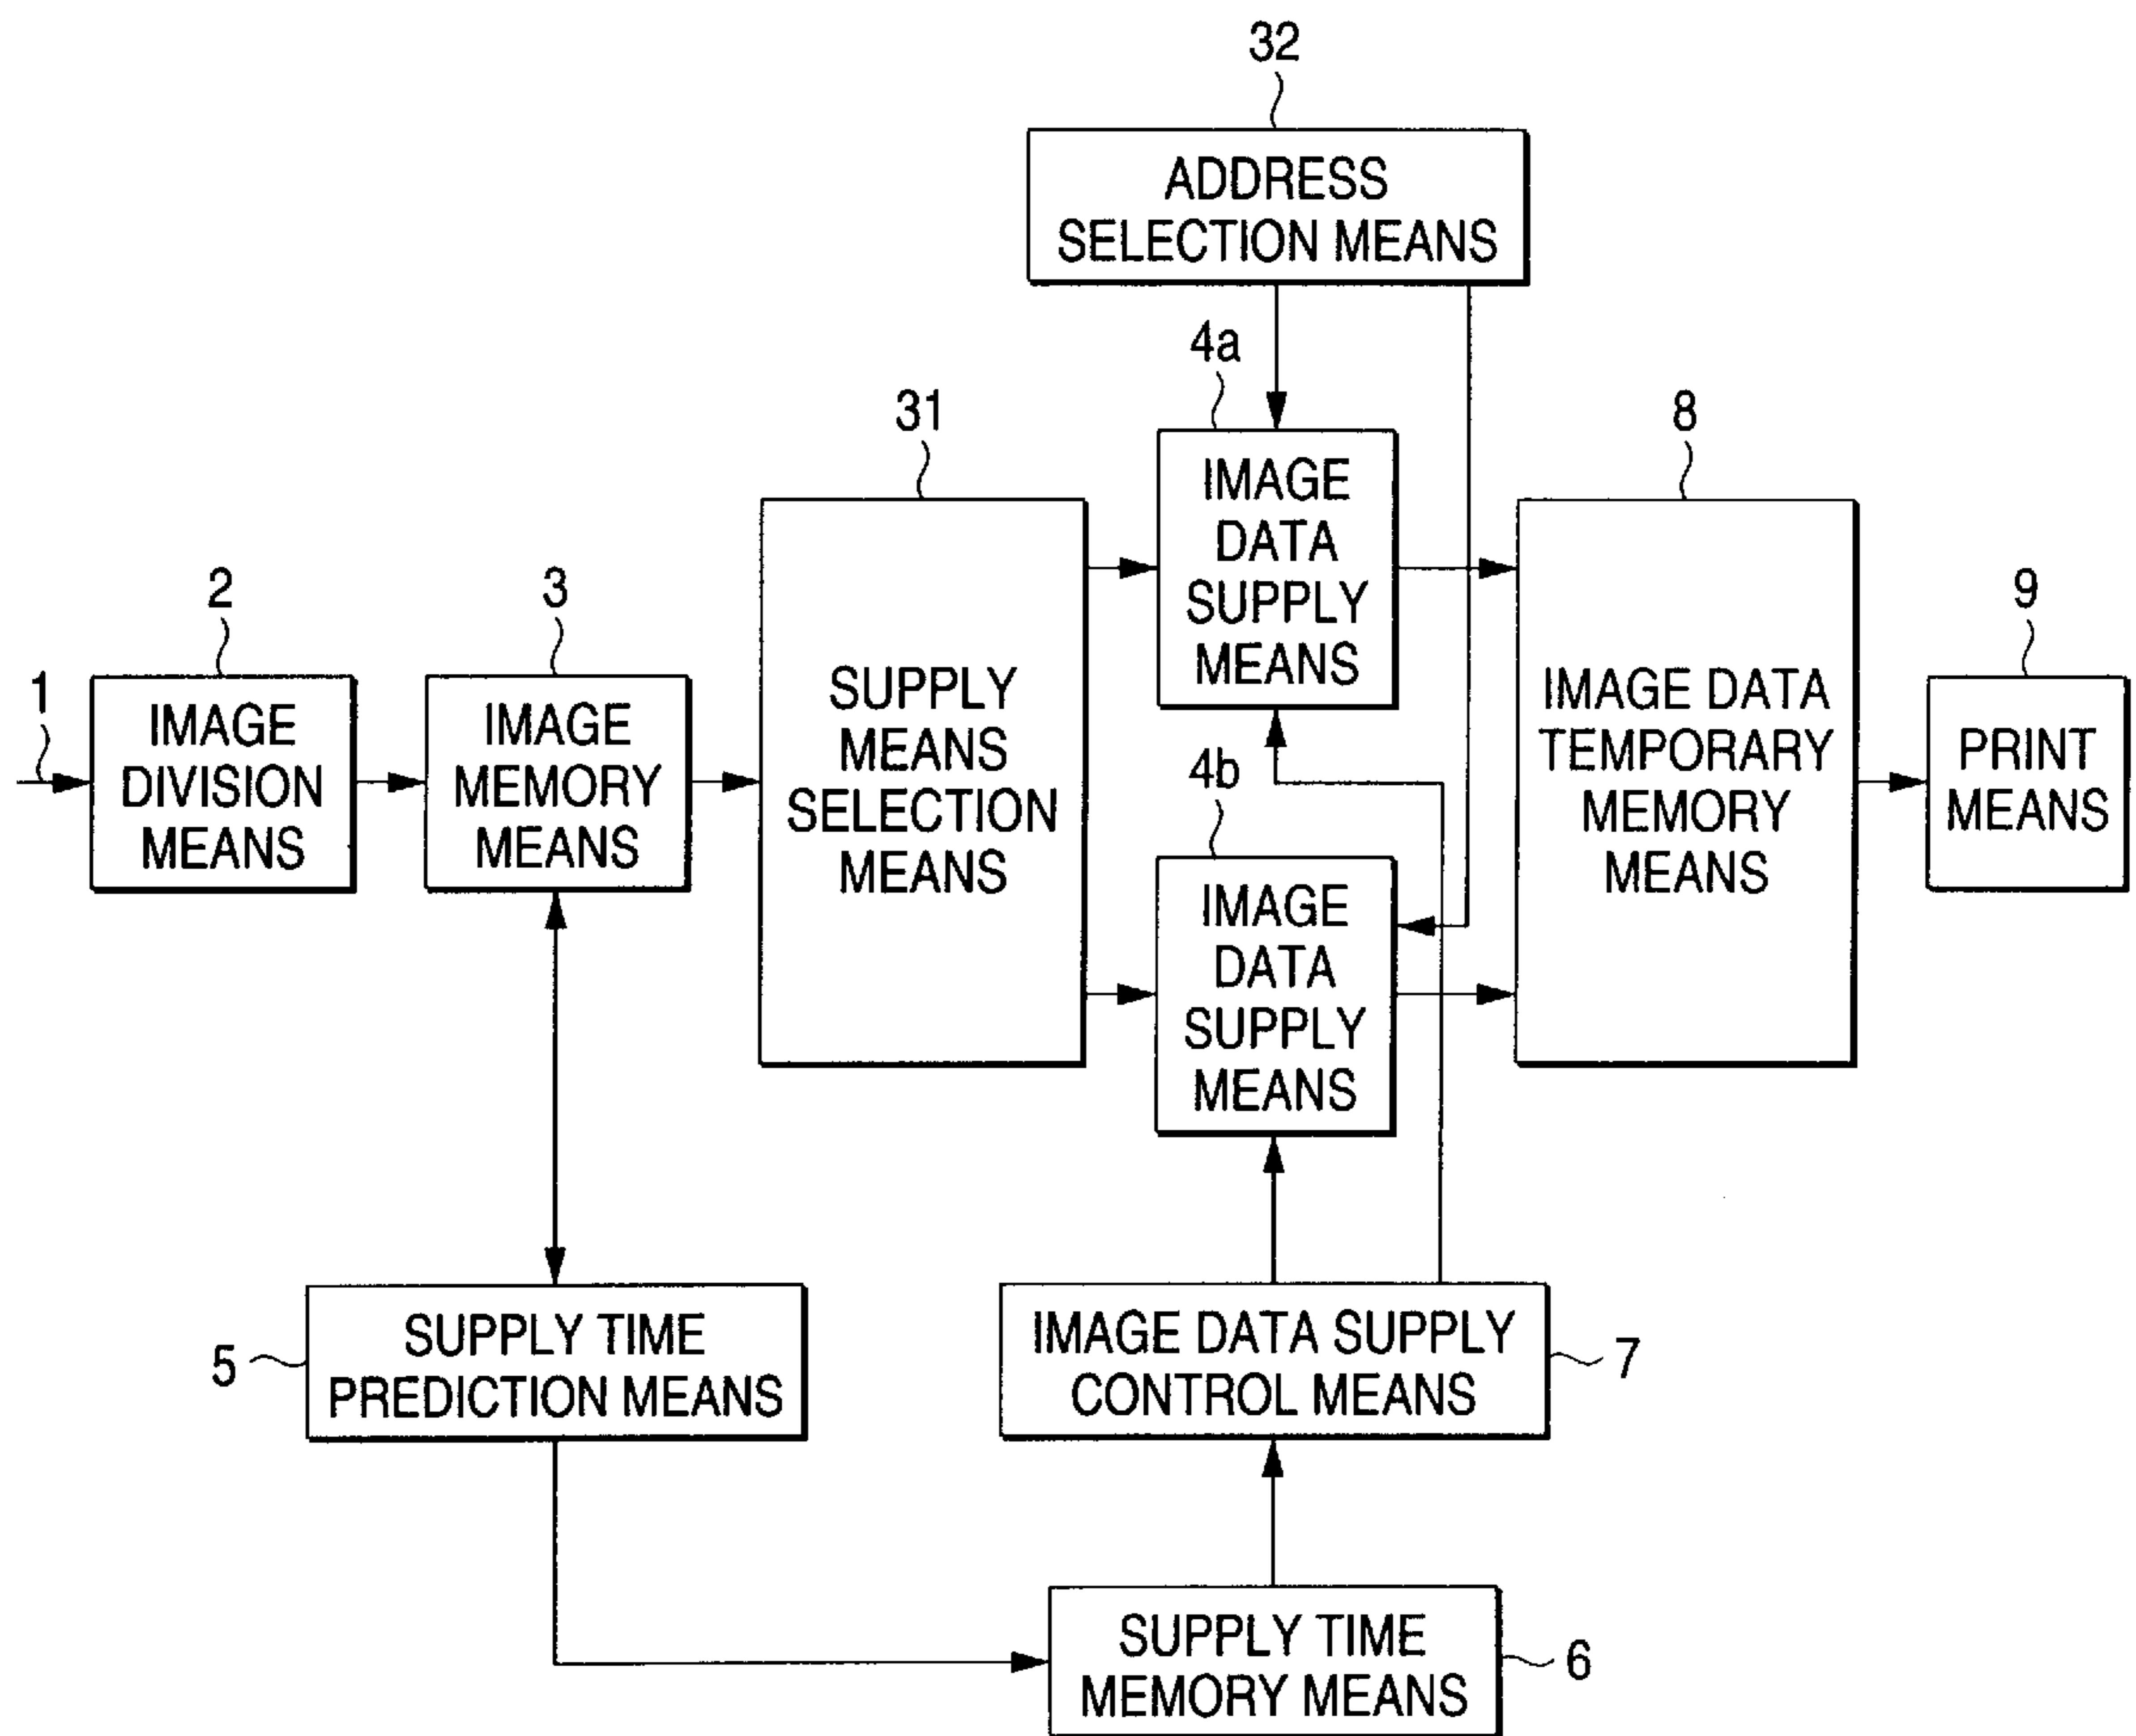 32
ADDRESS
SELECTION MEANS
4a
IMAGE
DATA
SUPPLY
MEANS
31
SUPPLY
MEANS
SELECTION
MEANS
8
IMAGE DATA
TEMPORARY
MEMORY
MEANS
2
IMAGE
DIVISION
MEANS
3
IMAGE
MEMORY
MEANS
9
PRINT
MEANS
1
4b
IMAGE
DATA
SUPPLY
MEANS
5
SUPPLY TIME
PREDICTION MEANS
IMAGE DATA SUPPLY
CONTROL MEANS
7
SUPPLY TIME
MEMORY MEANS
6